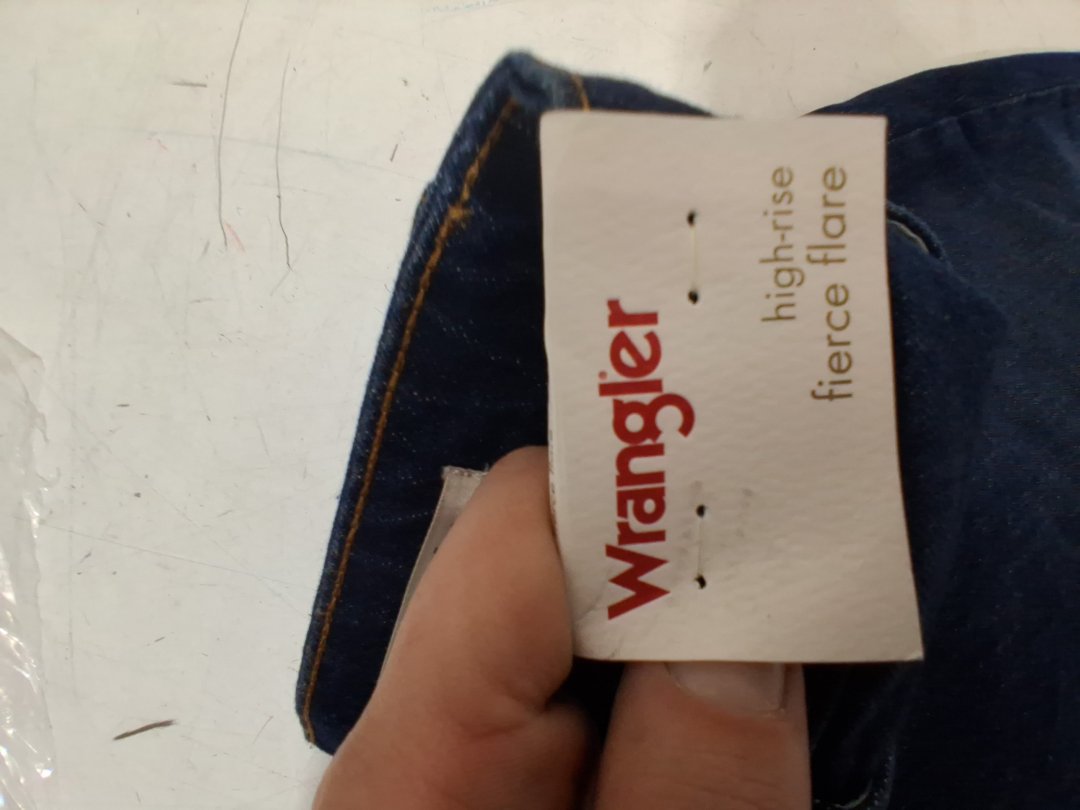 Wrangler
high-rise
fierce flare